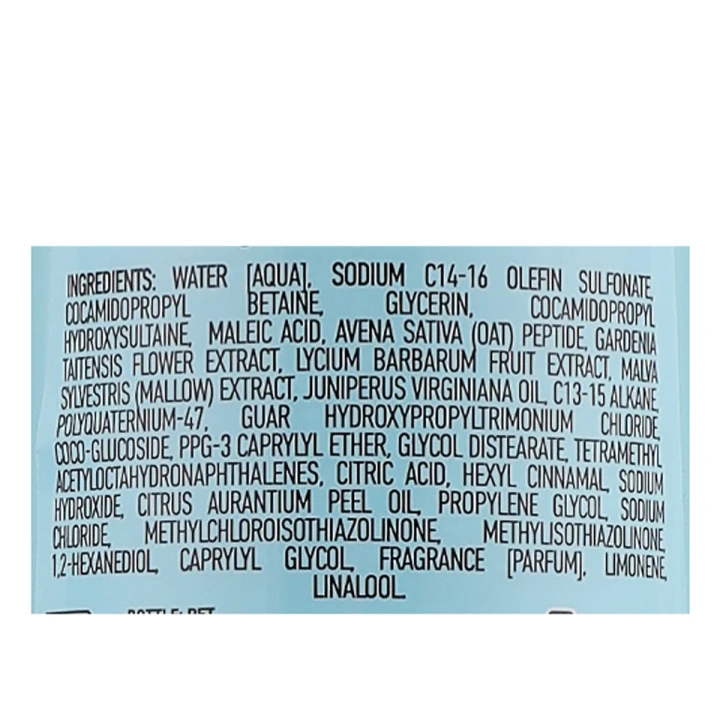 INGREDIENTS: WATER [AQUA], SODIUM C14-16 OLEFIN SULFONATE,
COCAMIDOPROPYL BETAINE, GLYCERIN, COCAMIDOPROPYL
HYDROXYSULTAINE, MALEIC ACID, AVENA SATIVA (OAT) PEPTIDE, GARDENIA
TAITENSIS FLOWER EXTRACT, LYCIUM BARBARUM FRUIT EXTRACT, MALVA
SYLVESTRIS (MALLOW) EXTRACT, JUNIPERUS VIRGINIANA OIL, C13-15 ALKANE,
POLYQUATERNIUM-47, GUAR HYDROXYPROPYLTRIMONIUM CHLORIDE,
COCO-GLUCOSIDE, PPG-3 CAPRYLYL ETHER, GLYCOL DISTEARATE, TETRAMETHYL
ACETYLOCTAHYDRONAPHTHALENES, CITRIC ACID, HEXYL CINNAMAL, SODIUM
HYDROXIDE, CITRUS AURANTIUM PEEL OIL, PROPYLENE GLYCOL, SODIUM
CHLORIDE, METHYLCHLOROISOTHIAZOLINONE, METHYLISOTHIAZOLINONE,
1,2-HEXANEDIOL, CAPRYLYL GLYCOL, FRAGRANCE [PARFUM], LIMONENE,
LINALOOL.
BOTTLE: PET